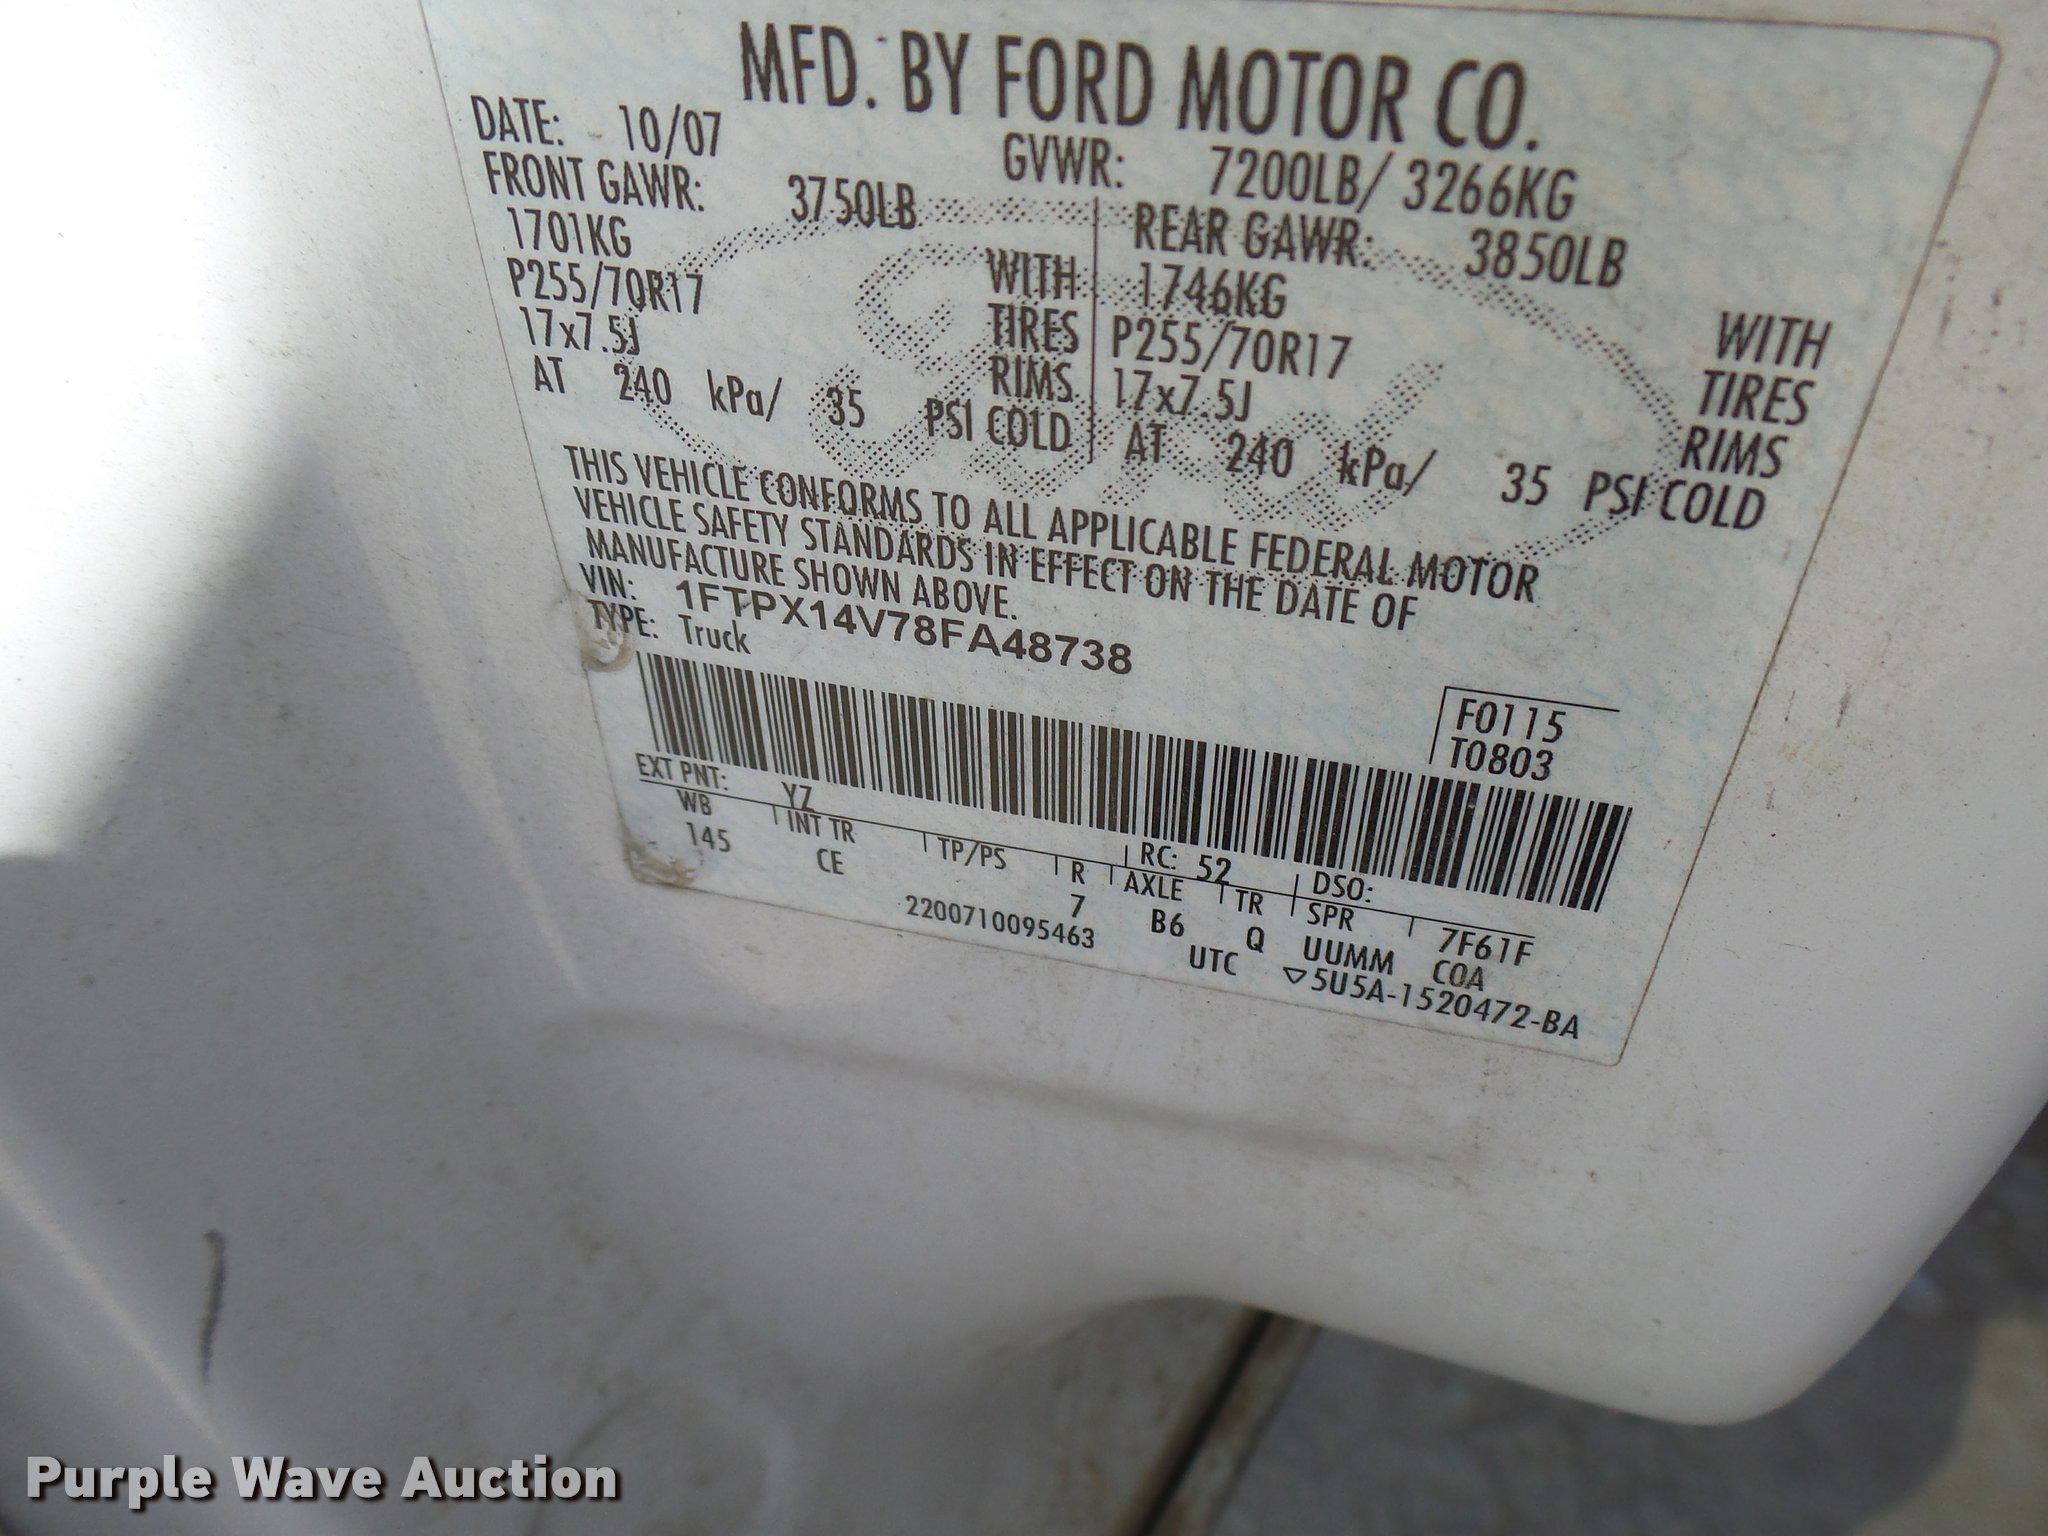 MFD. BY FORD MOTOR CO.
DATE: 10/07 GVWR: 7200LB/ 3266KG
FRONT GAWR: 3750LB REAR GAWR: 3850LB
1701KG WITH 1746KG WITH
P255/70R17 TIRES P255/70R17 TIRES
17x7.5J RIMS 17x7.5J RIMS
AT 240 kPa/ 35 PSI COLD AT 240 kPa/ 35 PSI COLD
THIS VEHICLE CONFORMS TO ALL APPLICABLE FEDERAL MOTOR
VEHICLE SAFETY STANDARDS IN EFFECT ON THE DATE OF
MANUFACTURE SHOWN ABOVE.
VIN: 1FTPX14V78FA48738
TYPE: Truck
F0115
T0803
EXT PNT: YZ RC: 52 DSO:
WB INT TR TP/PS R AXLE TR SPR 7F61F
145 CE 7 B6 Q UUMM COA
2200710095463 UTC ▽5U5A-1520472-BA
Purple Wave Auction